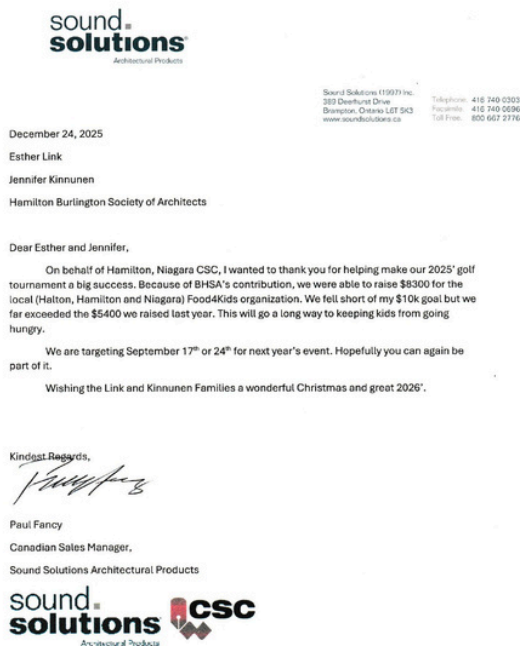 sound
solutions
Architectural Products
Sound Solutions (1997) Inc.
389 Deerhurst Drive
Brampton, Ontario L6T 5K3
www.soundsolutions.ca
Telephone. 416 740 0303
Facsimile. 416 740 0696
Toll Free. 800 667 2776
December 24, 2025
Esther Link
Jennifer Kinnunen
Hamilton Burlington Society of Architects
Dear Esther and Jennifer,
On behalf of Hamilton, Niagara CSC, I wanted to thank you for helping make our 2025' golf
tournament a big success. Because of BHSA's contribution, we were able to raise $8300 for the
local (Halton, Hamilton and Niagara) Food4Kids organization. We fell short of my $10k goal but we
far exceeded the $5400 we raised last year. This will go a long way to keeping kids from going
hungry.
We are targeting September 17th or 24th for next year's event. Hopefully you can again be
part of it.
Wishing the Link and Kinnunen Families a wonderful Christmas and great 2026'.
Kindest Regards,
Paul Fancy
Canadian Sales Manager,
Sound Solutions Architectural Products
sound
solutions
Architectural Products
CSC